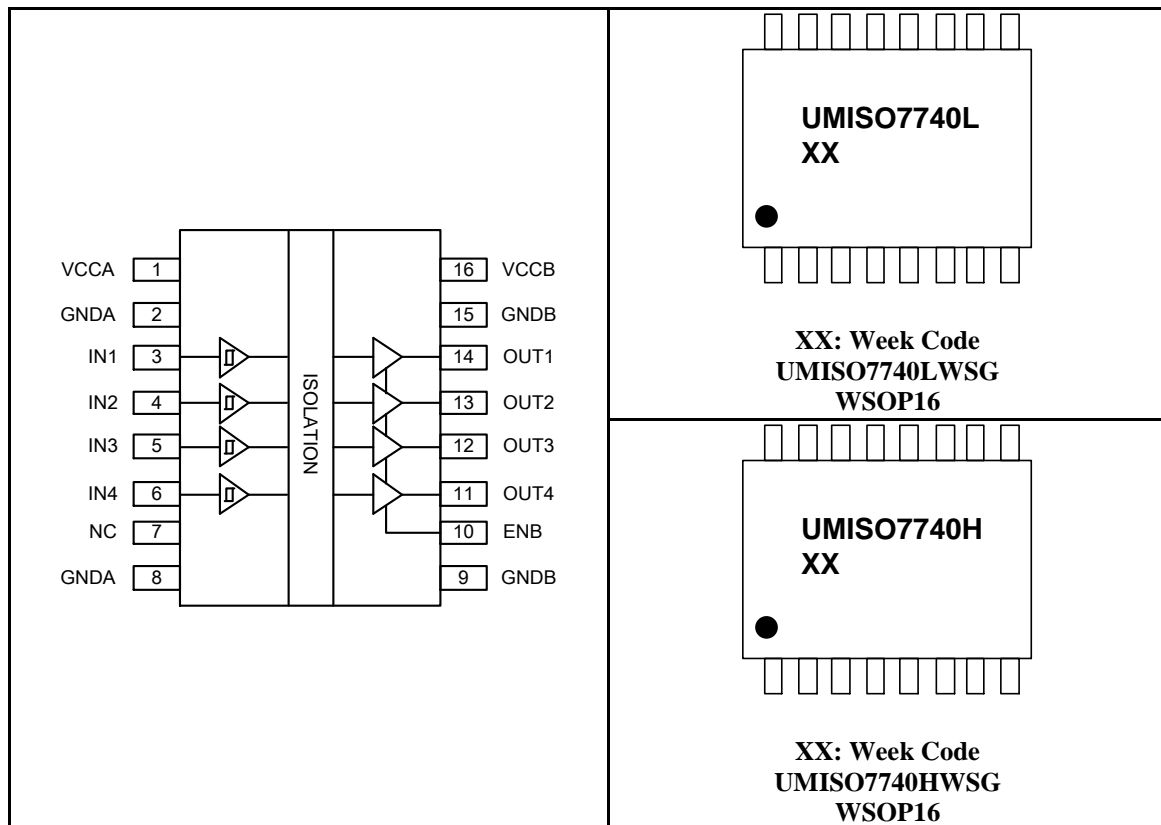 VCCA 1 16 VCCB
GNDA 2 15 GNDB
IN1 3 14 OUT1
IN2 4 13 OUT2
IN3 5 12 OUT3
IN4 6 11 OUT4
NC 7 10 ENB
GNDA 8 9 GNDB
ISOLATION
UMISO7740L
XX
XX: Week Code
UMISO7740LWSG
WSOP16
UMISO7740H
XX
XX: Week Code
UMISO7740HWSG
WSOP16